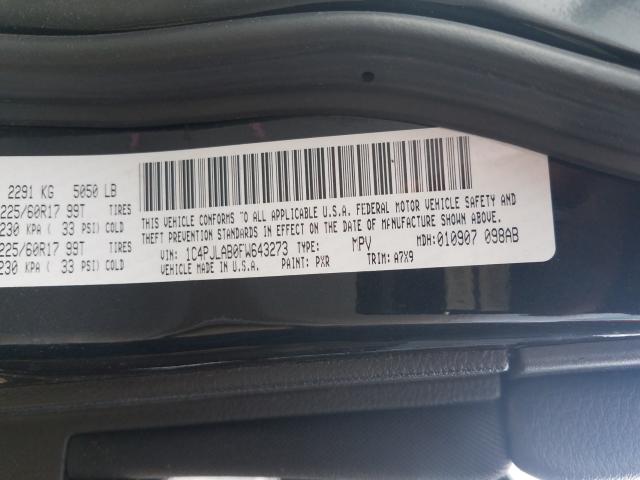 2291 KG 5050 LB
225/60R17 99T TIRES
230 KPA ( 33 PSI) COLD
225/60R17 99T TIRES
230 KPA ( 33 PSI) COLD
THIS VEHICLE CONFORMS TO ALL APPLICABLE U.S.A. FEDERAL MOTOR VEHICLE SAFETY AND
THEFT PREVENTION STANDARDS IN EFFECT ON THE DATE OF MANUFACTURE SHOWN ABOVE.
VIN: 1C4PJLAB0FW643273 TYPE: MPV MDH: 010907 098AB
VEHICLE MADE IN U.S.A. PAINT: PXR TRIM: A7X9